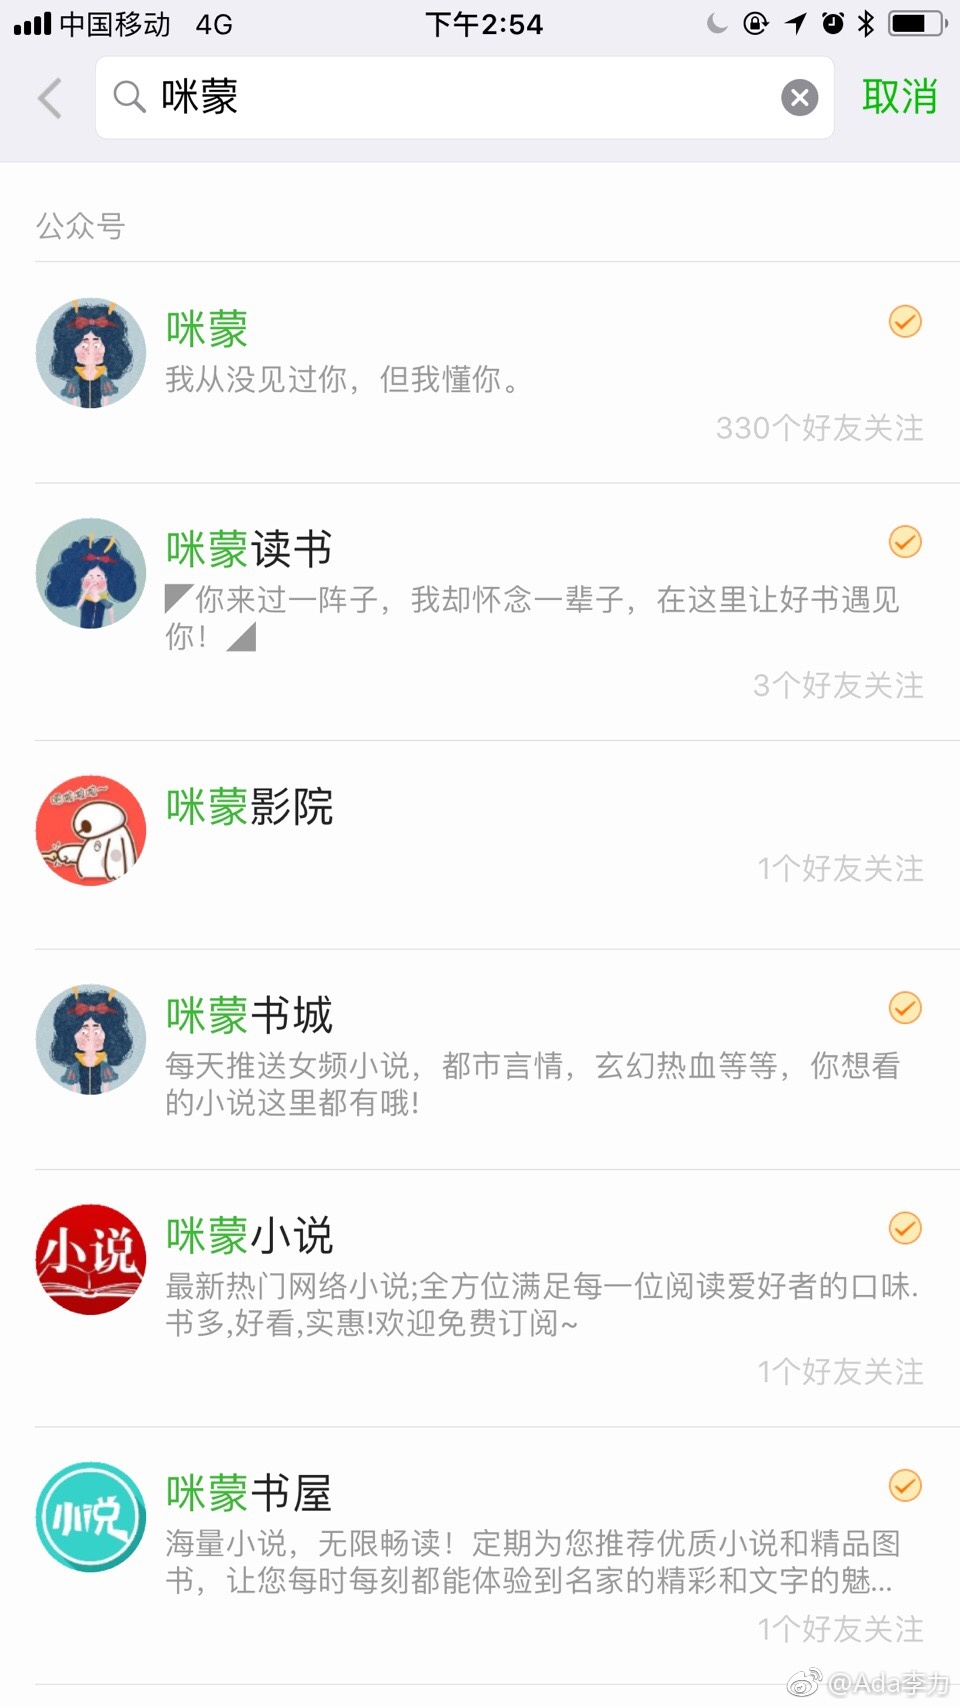 中国移动 4G 下午2:54
咪蒙 取消
公众号
咪蒙
我从没见过你，但我懂你。
330个好友关注
咪蒙读书
◤你来过一阵子，我却怀念一辈子，在这里让好书遇见
你！◢
3个好友关注
咪蒙影院
1个好友关注
咪蒙书城
每天推送女频小说，都市言情，玄幻热血等等，你想看
的小说这里都有哦!
小说
咪蒙小说
最新热门网络小说;全方位满足每一位阅读爱好者的口味.
书多,好看,实惠!欢迎免费订阅~
1个好友关注
小说
咪蒙书屋
海量小说，无限畅读！定期为您推荐优质小说和精品图
书，让您每时每刻都能体验到名家的精彩和文字的魅...
1个好友关注
@Ada李力